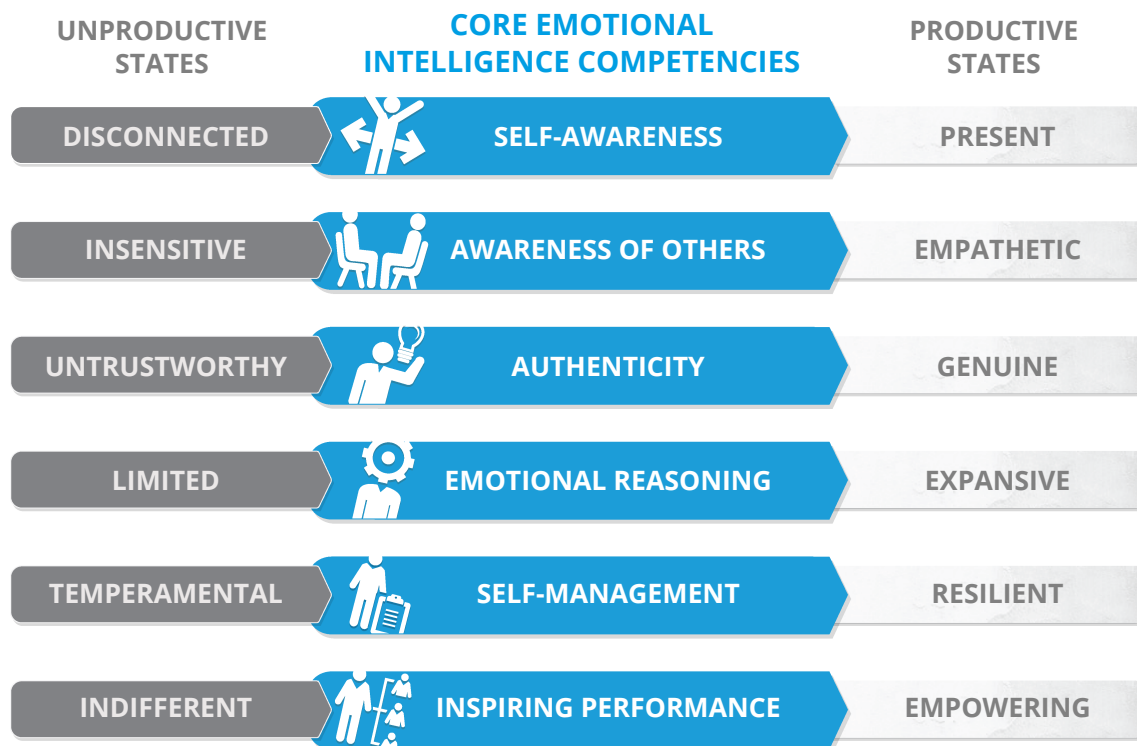 UNPRODUCTIVE
STATES
CORE EMOTIONAL
INTELLIGENCE COMPETENCIES
PRODUCTIVE
STATES
DISCONNECTED
SELF-AWARENESS
PRESENT
INSENSITIVE
AWARENESS OF OTHERS
EMPATHETIC
UNTRUSTWORTHY
AUTHENTICITY
GENUINE
LIMITED
EMOTIONAL REASONING
EXPANSIVE
TEMPERAMENTAL
SELF-MANAGEMENT
RESILIENT
INDIFFERENT
INSPIRING PERFORMANCE
EMPOWERING